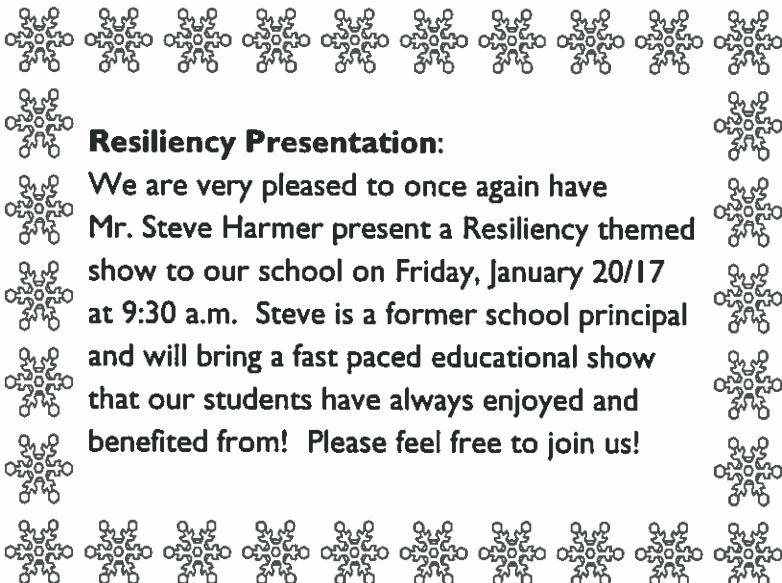 Resiliency Presentation:
We are very pleased to once again have
Mr. Steve Harmer present a Resiliency themed
show to our school on Friday, January 20/17
at 9:30 a.m.  Steve is a former school principal
and will bring a fast paced educational show
that our students have always enjoyed and
benefited from!  Please feel free to join us!